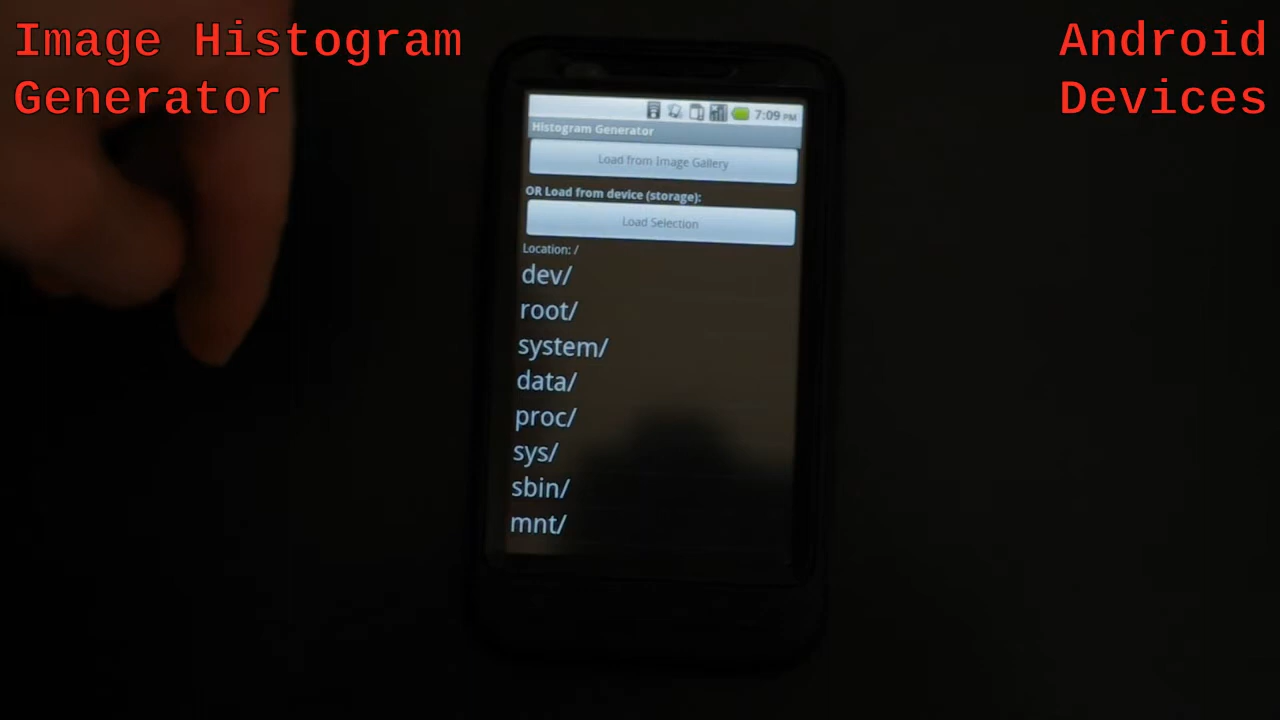 Image Histogram
Generator
Android
Devices
7:09 PM
Histogram Generator
Load from Image Gallery
OR Load from device (storage):
Load Selection
Location: /
dev/
root/
system/
data/
proc/
sys/
sbin/
mnt/